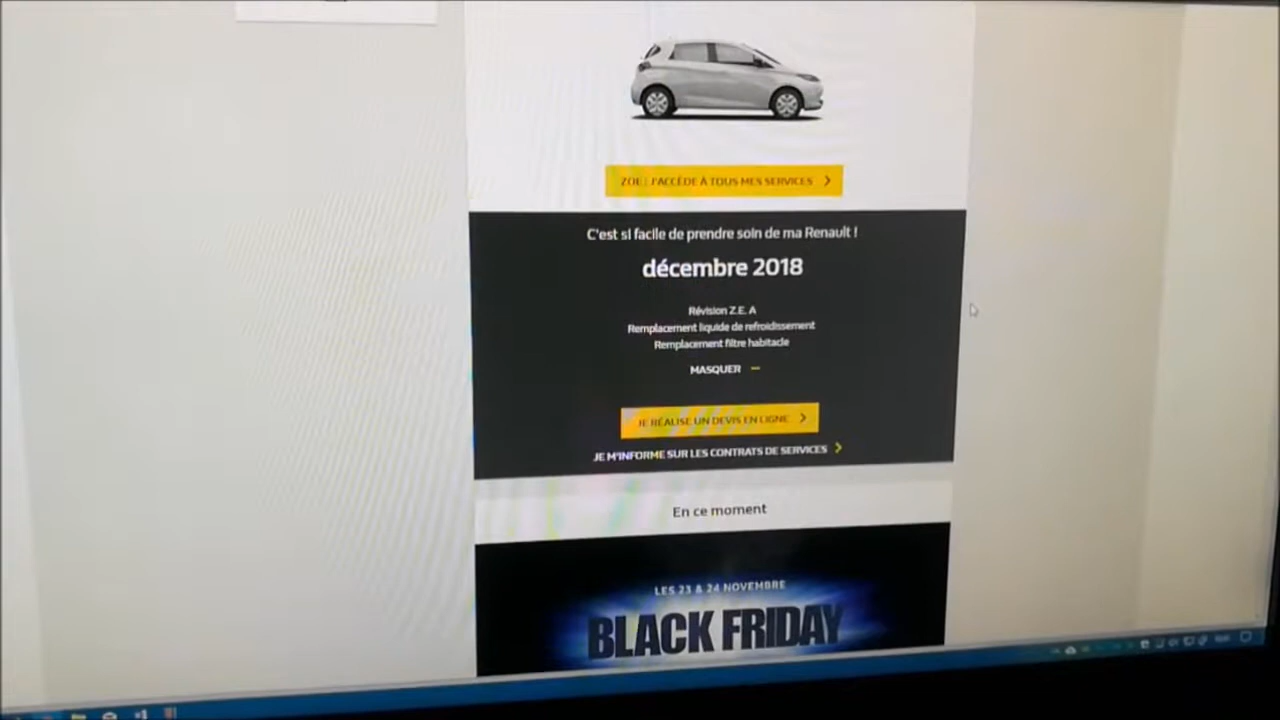 ZOE : J'ACCÈDE À TOUS MES SERVICES
C'est si facile de prendre soin de ma Renault !
décembre 2018
Révision Z.E. A
Remplacement liquide de refroidissement
Remplacement filtre habitacle
MASQUER
JE RÉALISE UN DEVIS EN LIGNE
JE M'INFORME SUR LES CONTRATS DE SERVICES
En ce moment
LES 23 & 24 NOVEMBRE
BLACK FRIDAY